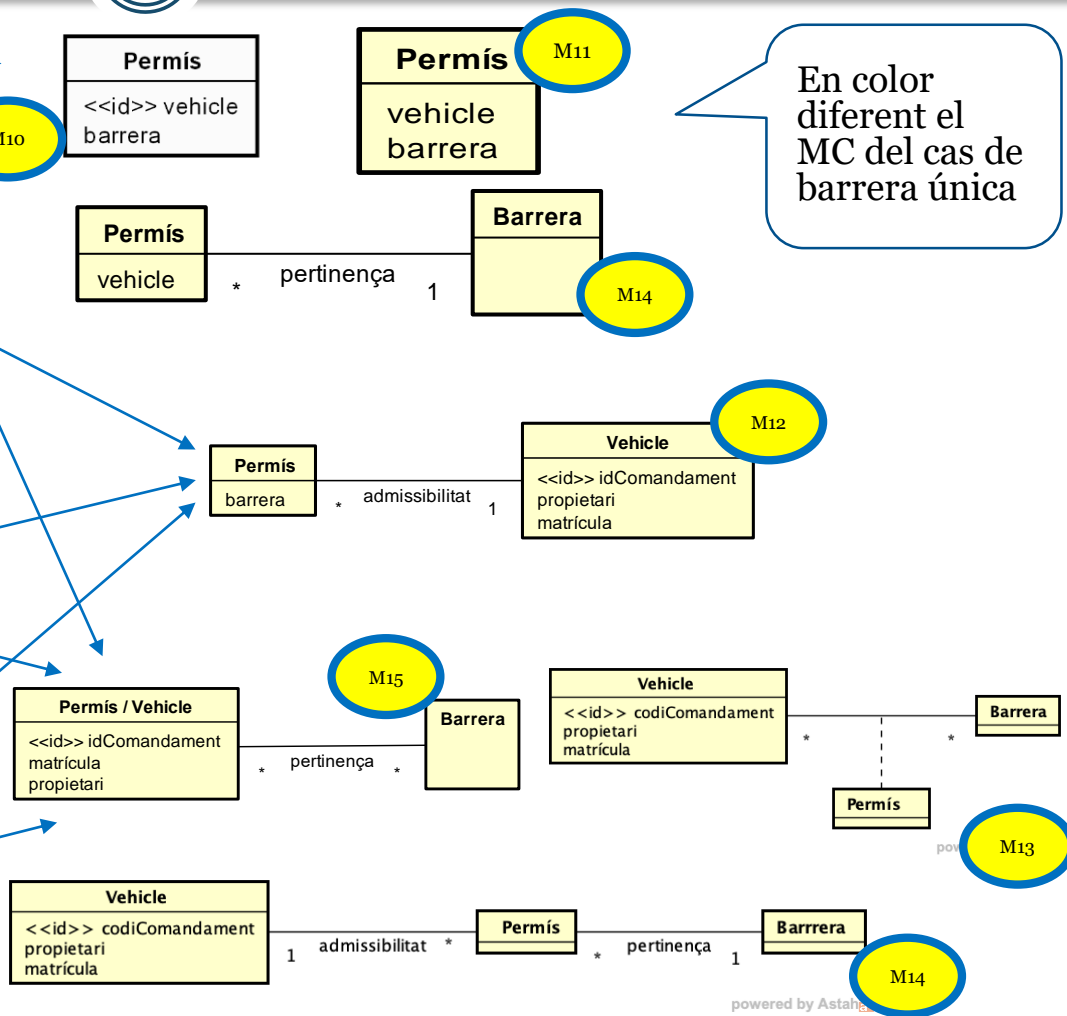 Permís
<<id>> vehicle
barrera
Permís
vehicle
barrera
M11
En color
diferent el
MC del cas de
barrera única
Permís
vehicle
*
pertinença
1
Barrera
M14
Permís
barrera
*
admissibilitat
1
Vehicle
<<id>> idComandament
propietari
matrícula
M12
Permís / Vehicle
<<id>> idComandament
matrícula
propietari
*
pertinença
*
Barrera
M15
Vehicle
<<id>> codiComandament
propietari
matrícula
*
*
Barrera
Permís
M13
Vehicle
<<id>> codiComandament
propietari
matrícula
1
admissibilitat
*
Permís
*
pertinença
1
Barrrera
M14
powered by Astah